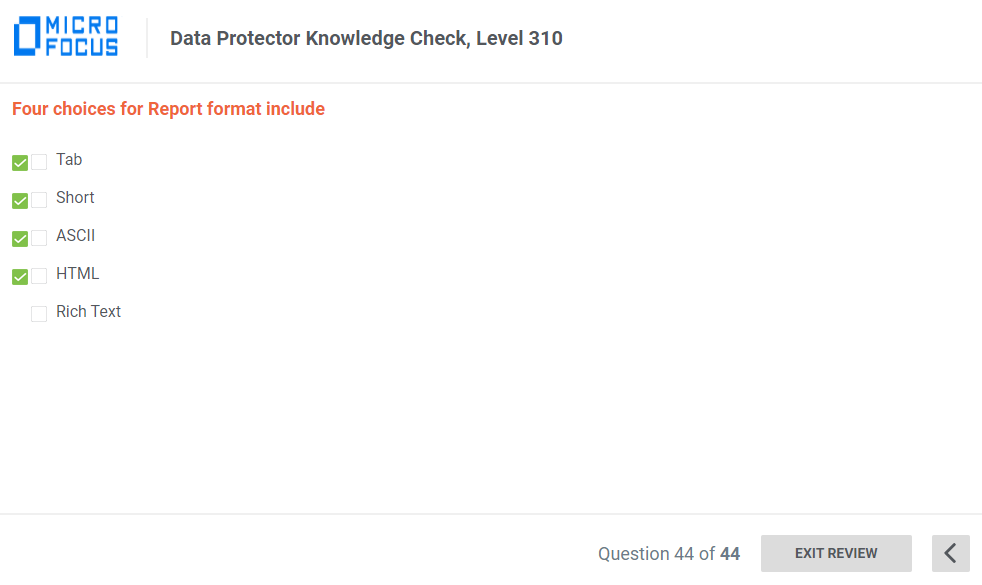 MICRO
FOCUS
Data Protector Knowledge Check, Level 310
Four choices for Report format include
Tab
Short
ASCII
HTML
Rich Text
Question 44 of 44
EXIT REVIEW